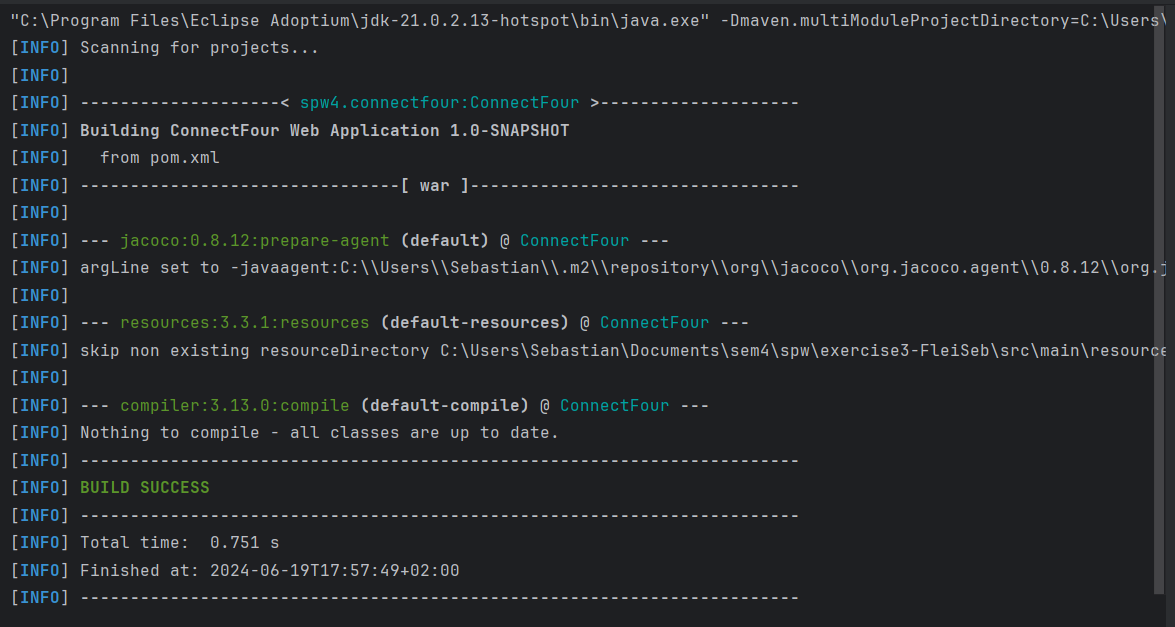 "C:\Program Files\Eclipse Adoptium\jdk-21.0.2.13-hotspot\bin\java.exe" -Dmaven.multiModuleProjectDirectory=C:\Users\
[INFO] Scanning for projects...
[INFO]
[INFO] --------------------< spw4.connectfour:ConnectFour >--------------------
[INFO] Building ConnectFour Web Application 1.0-SNAPSHOT
[INFO]   from pom.xml
[INFO] --------------------------------[ war ]---------------------------------
[INFO]
[INFO] --- jacoco:0.8.12:prepare-agent (default) @ ConnectFour ---
[INFO] argLine set to -javaagent:C:\\Users\\Sebastian\\.m2\\repository\\org\\jacoco\\org.jacoco.agent\\0.8.12\\org.j
[INFO]
[INFO] --- resources:3.3.1:resources (default-resources) @ ConnectFour ---
[INFO] skip non existing resourceDirectory C:\Users\Sebastian\Documents\sem4\spw\exercise3-FleiSeb\src\main\resource
[INFO]
[INFO] --- compiler:3.13.0:compile (default-compile) @ ConnectFour ---
[INFO] Nothing to compile - all classes are up to date.
[INFO] ------------------------------------------------------------------------
[INFO] BUILD SUCCESS
[INFO] ------------------------------------------------------------------------
[INFO] Total time:  0.751 s
[INFO] Finished at: 2024-06-19T17:57:49+02:00
[INFO] ------------------------------------------------------------------------